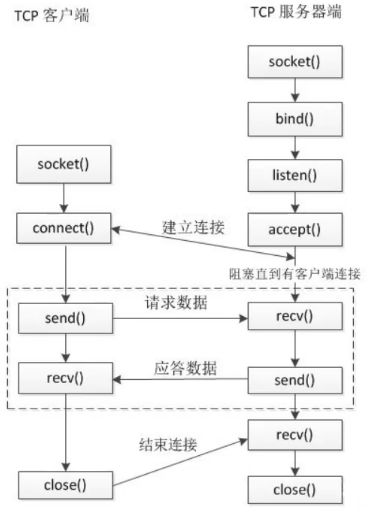 TCP 客户端
TCP 服务器端
socket()
bind()
socket()
listen()
connect()
建立连接
accept()
阻塞直到有客户端连接
send()
请求数据
recv()
recv()
应答数据
send()
结束连接
recv()
close()
close()